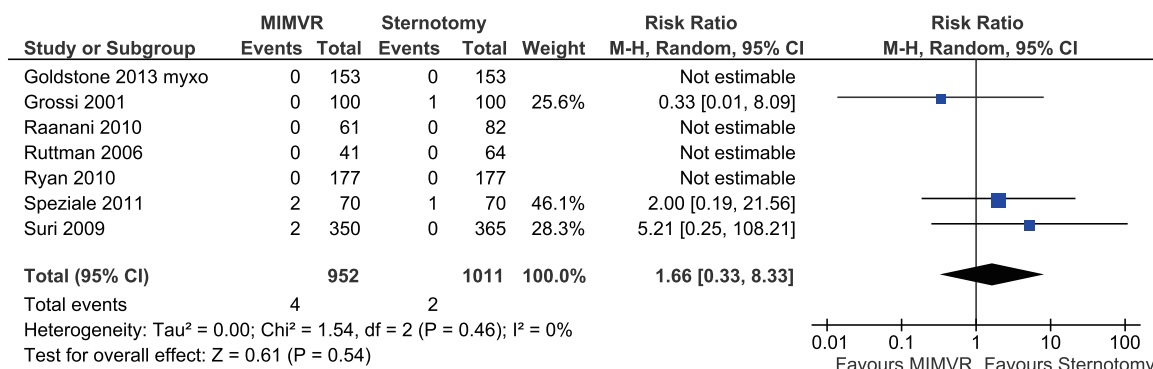 MIMVR Sternotomy Risk Ratio Risk Ratio
Study or Subgroup Events Total Events Total Weight M-H, Random, 95% CI M-H, Random, 95% CI
Goldstone 2013 myxo 0 153 0 153 Not estimable
Grossi 2001 0 100 1 100 25.6% 0.33 [0.01, 8.09]
Raanani 2010 0 61 0 82 Not estimable
Ruttman 2006 0 41 0 64 Not estimable
Ryan 2010 0 177 0 177 Not estimable
Speziale 2011 2 70 1 70 46.1% 2.00 [0.19, 21.56]
Suri 2009 2 350 0 365 28.3% 5.21 [0.25, 108.21]
Total (95% CI) 952 1011 100.0% 1.66 [0.33, 8.33]
Total events 4 2
Heterogeneity: Tau² = 0.00; Chi² = 1.54, df = 2 (P = 0.46); I² = 0%
Test for overall effect: Z = 0.61 (P = 0.54)
0.01 0.1 1 10 100
Favours MIMVR Favours Sternotomy